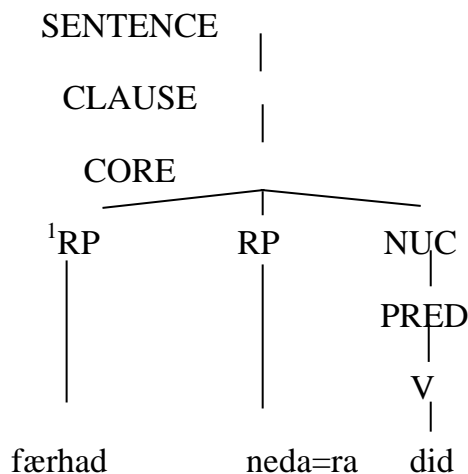 SENTENCE
CLAUSE
CORE
¹RP RP NUC
PRED
V
færhad neda=ra did